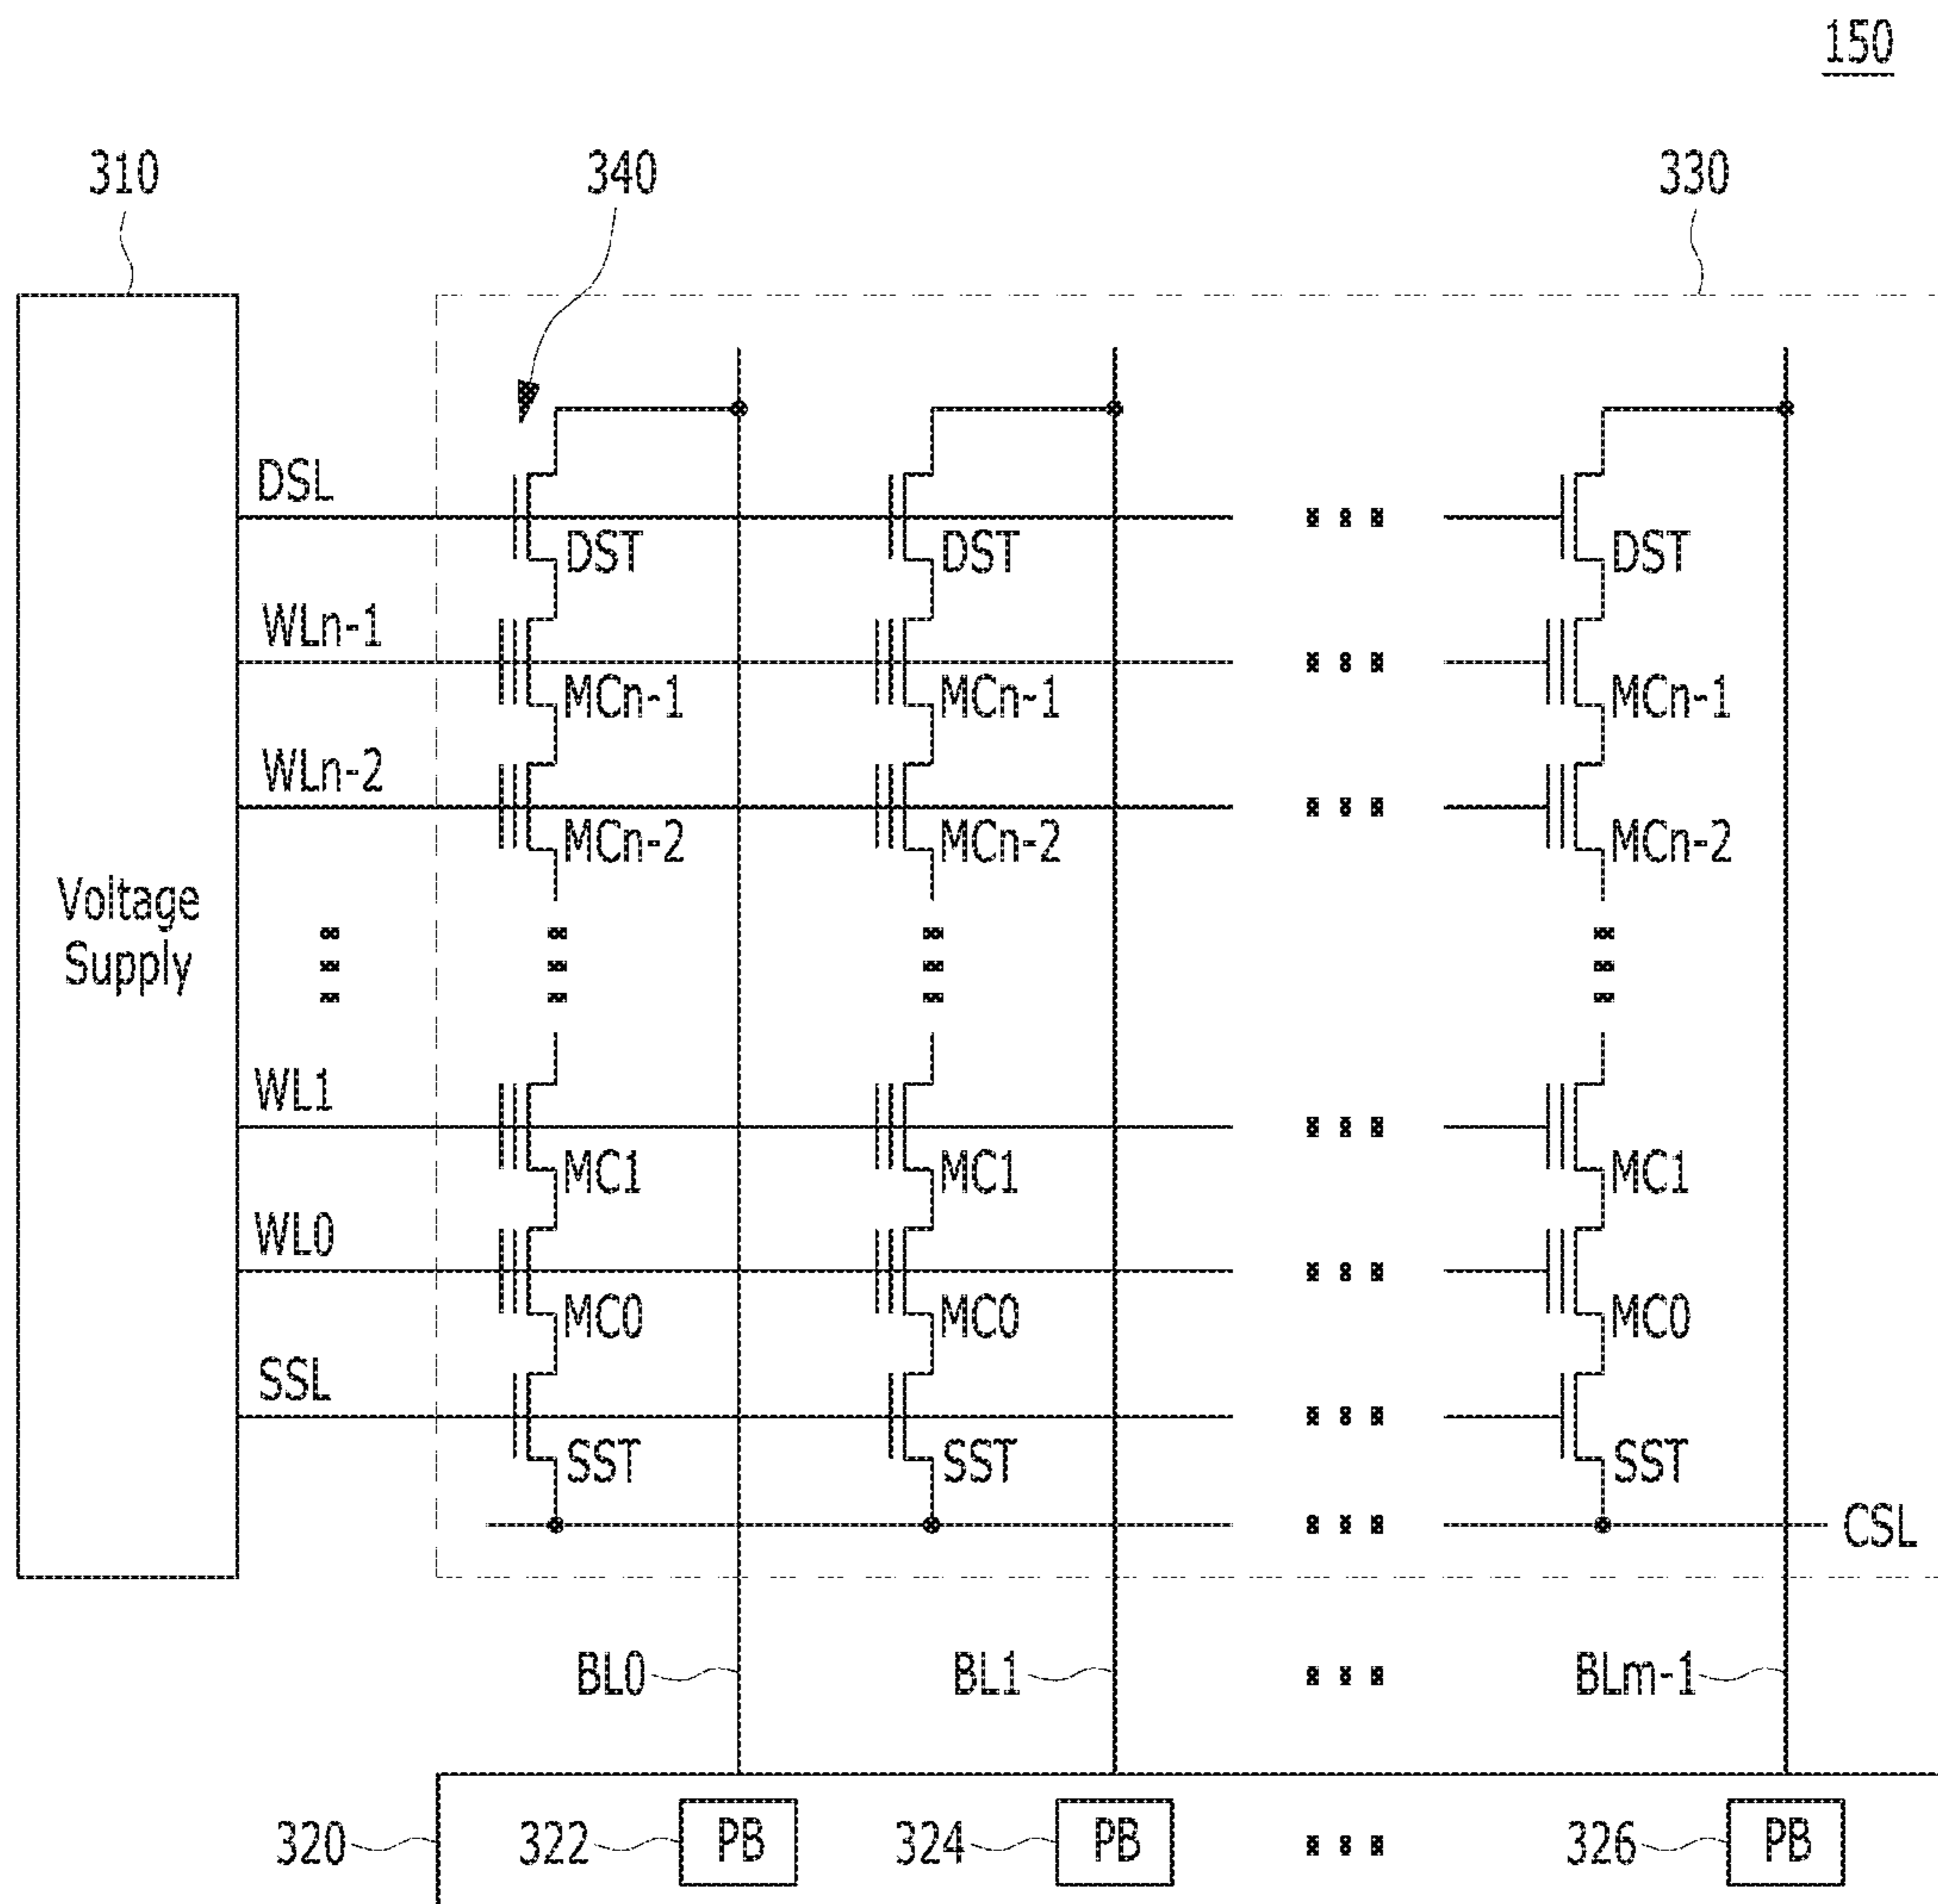 150
310 340 330
DSL
DST DST DST
WLn-1
MCn-1 MCn-1 MCn-1
WLn-2
MCn-2 MCn-2 MCn-2
Voltage
Supply
WL1
MC1 MC1 MC1
WL0
MC0 MC0 MC0
SSL
SST SST SST
CSL
BL0 BL1 BLm-1
320 322 PB 324 PB 326 PB